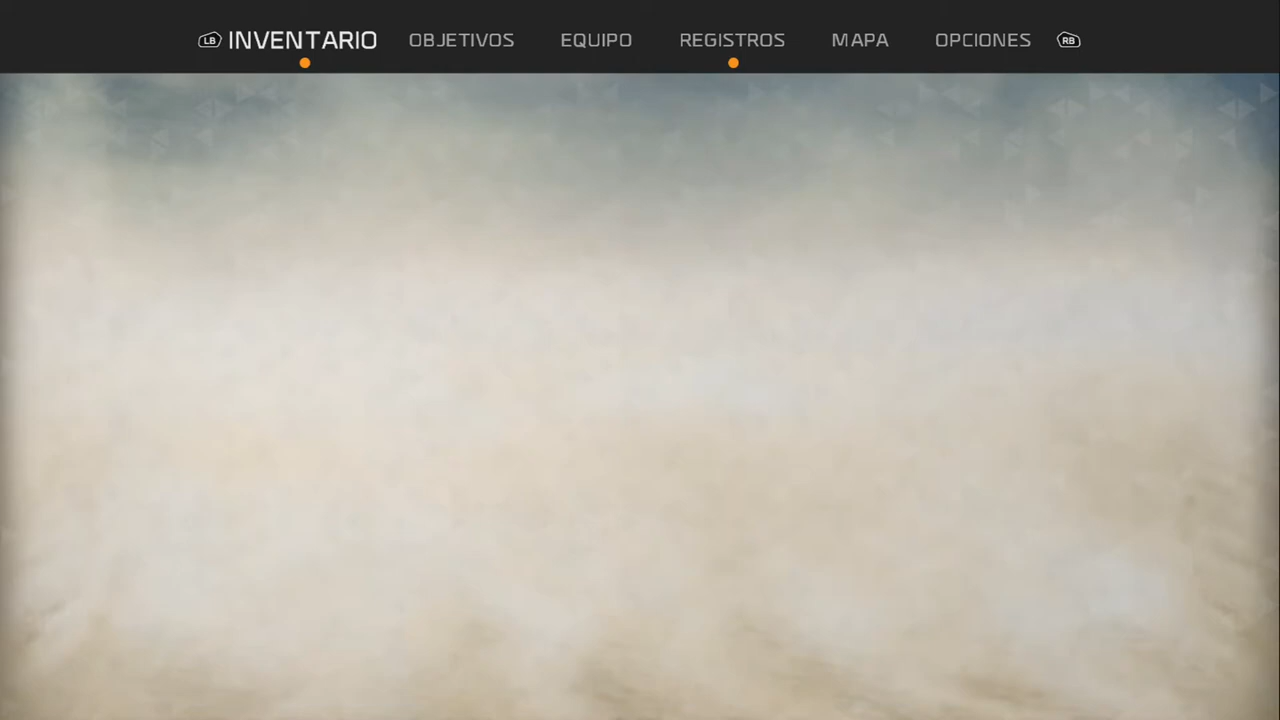 LB INVENTARIO OBJETIVOS EQUIPO REGISTROS MAPA OPCIONES RB